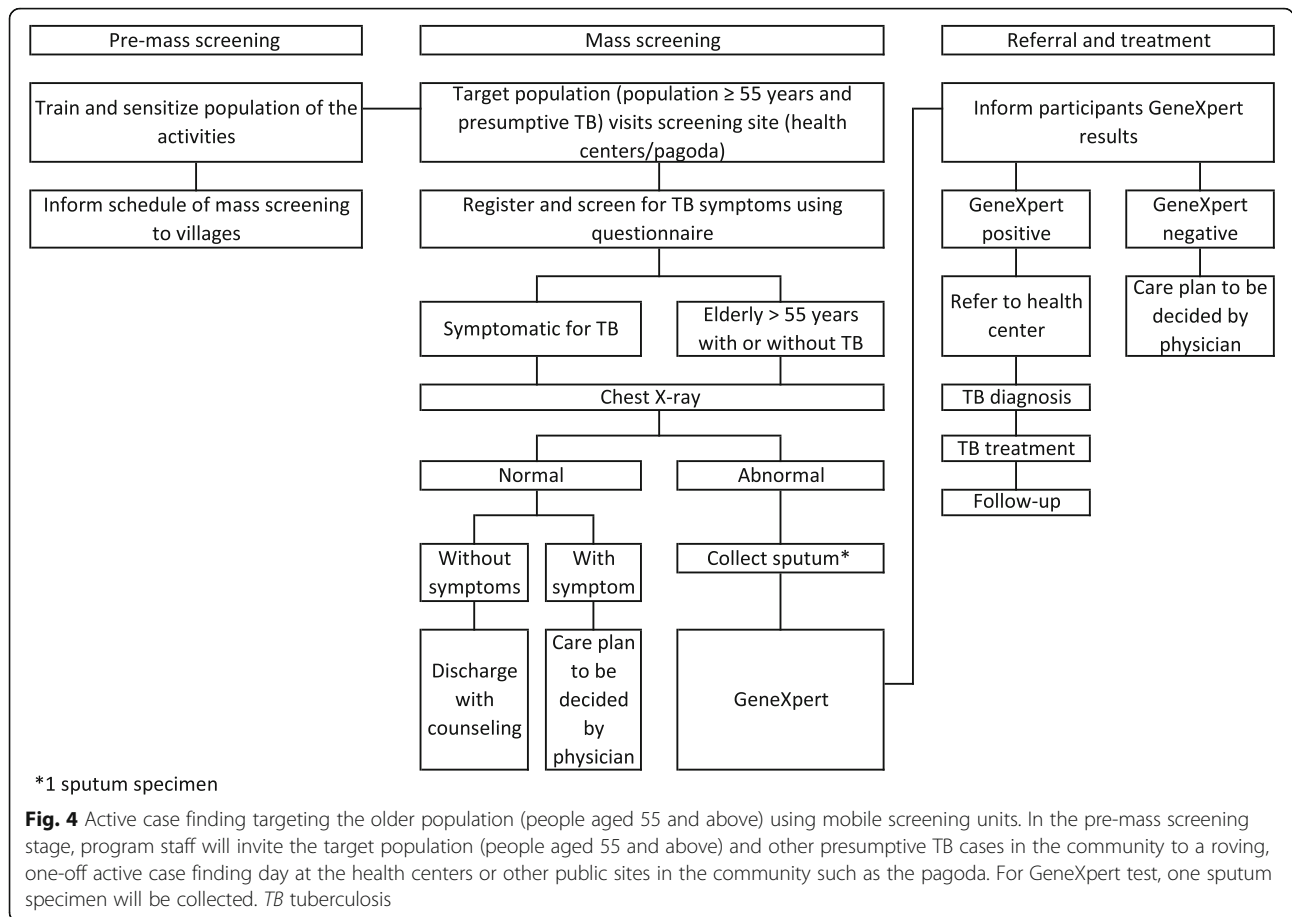 Pre-mass screening
Train and sensitize population of the
activities
Inform schedule of mass screening
to villages
Mass screening
Target population (population ≥ 55 years and
presumptive TB) visits screening site (health
centers/pagoda)
Register and screen for TB symptoms using
questionnaire
Symptomatic for TB
Elderly > 55 years
with or without TB
Chest X-ray
Normal
Abnormal
Without
symptoms
With
symptom
Collect sputum*
Discharge
with
counseling
Care plan
to be
decided
by
physician
GeneXpert
Referral and treatment
Inform participants GeneXpert
results
GeneXpert
positive
GeneXpert
negative
Refer to health
center
Care plan to be
decided by
physician
TB diagnosis
TB treatment
Follow-up
*1 sputum specimen
Fig. 4 Active case finding targeting the older population (people aged 55 and above) using mobile screening units. In the pre-mass screening
stage, program staff will invite the target population (people aged 55 and above) and other presumptive TB cases in the community to a roving,
one-off active case finding day at the health centers or other public sites in the community such as the pagoda. For GeneXpert test, one sputum
specimen will be collected. TB tuberculosis